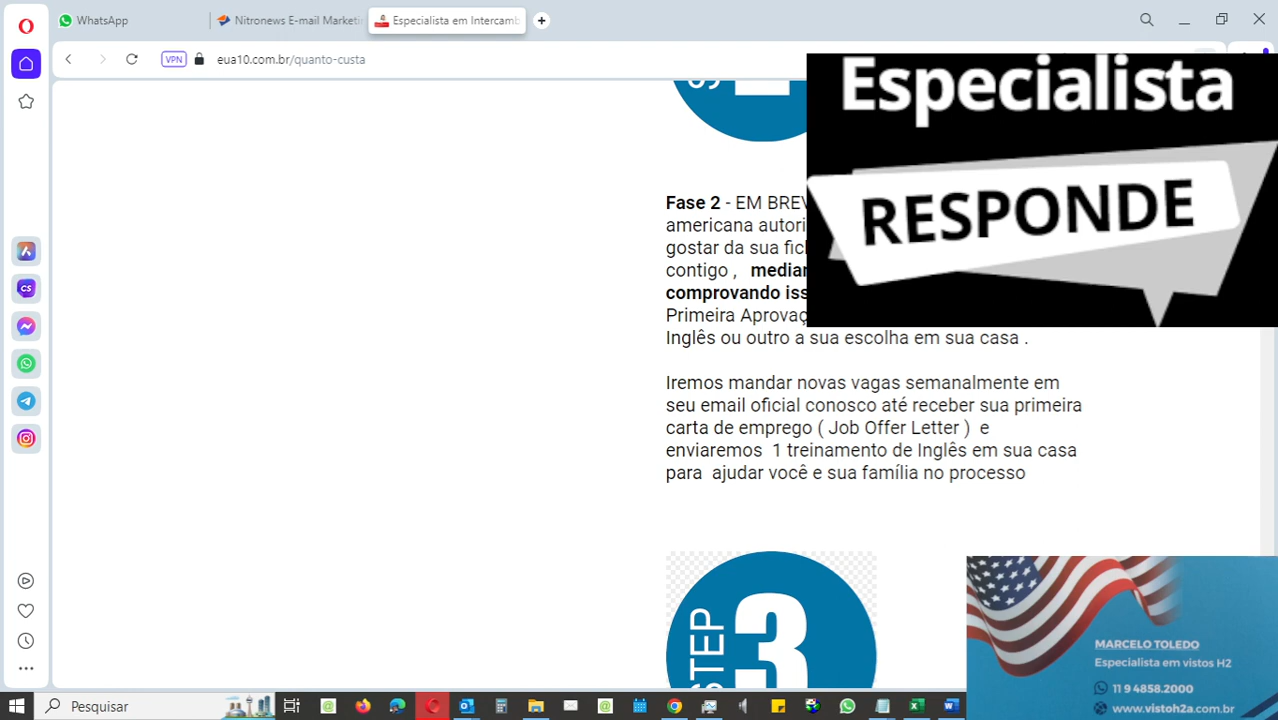 WhatsApp
Nitronews E-mail Marketi
Especialista em Intercamb
VPN
eua10.com.br/quanto-custa
Especialista
RESPONDE
Fase 2 - EM BREV
americana autori
gostar da sua fich
contigo , median
comprovando iss
Primeira Aprovaç
Inglês ou outro a sua escolha em sua casa .
Iremos mandar novas vagas semanalmente em
seu email oficial conosco até receber sua primeira
carta de emprego ( Job Offer Letter ) e
enviaremos 1 treinamento de Inglês em sua casa
para ajudar você e sua família no processo
STEP
3
MARCELO TOLEDO
Especialista em vistos H2
11 9 4858.2000
www.vistoh2a.com.br
Pesquisar